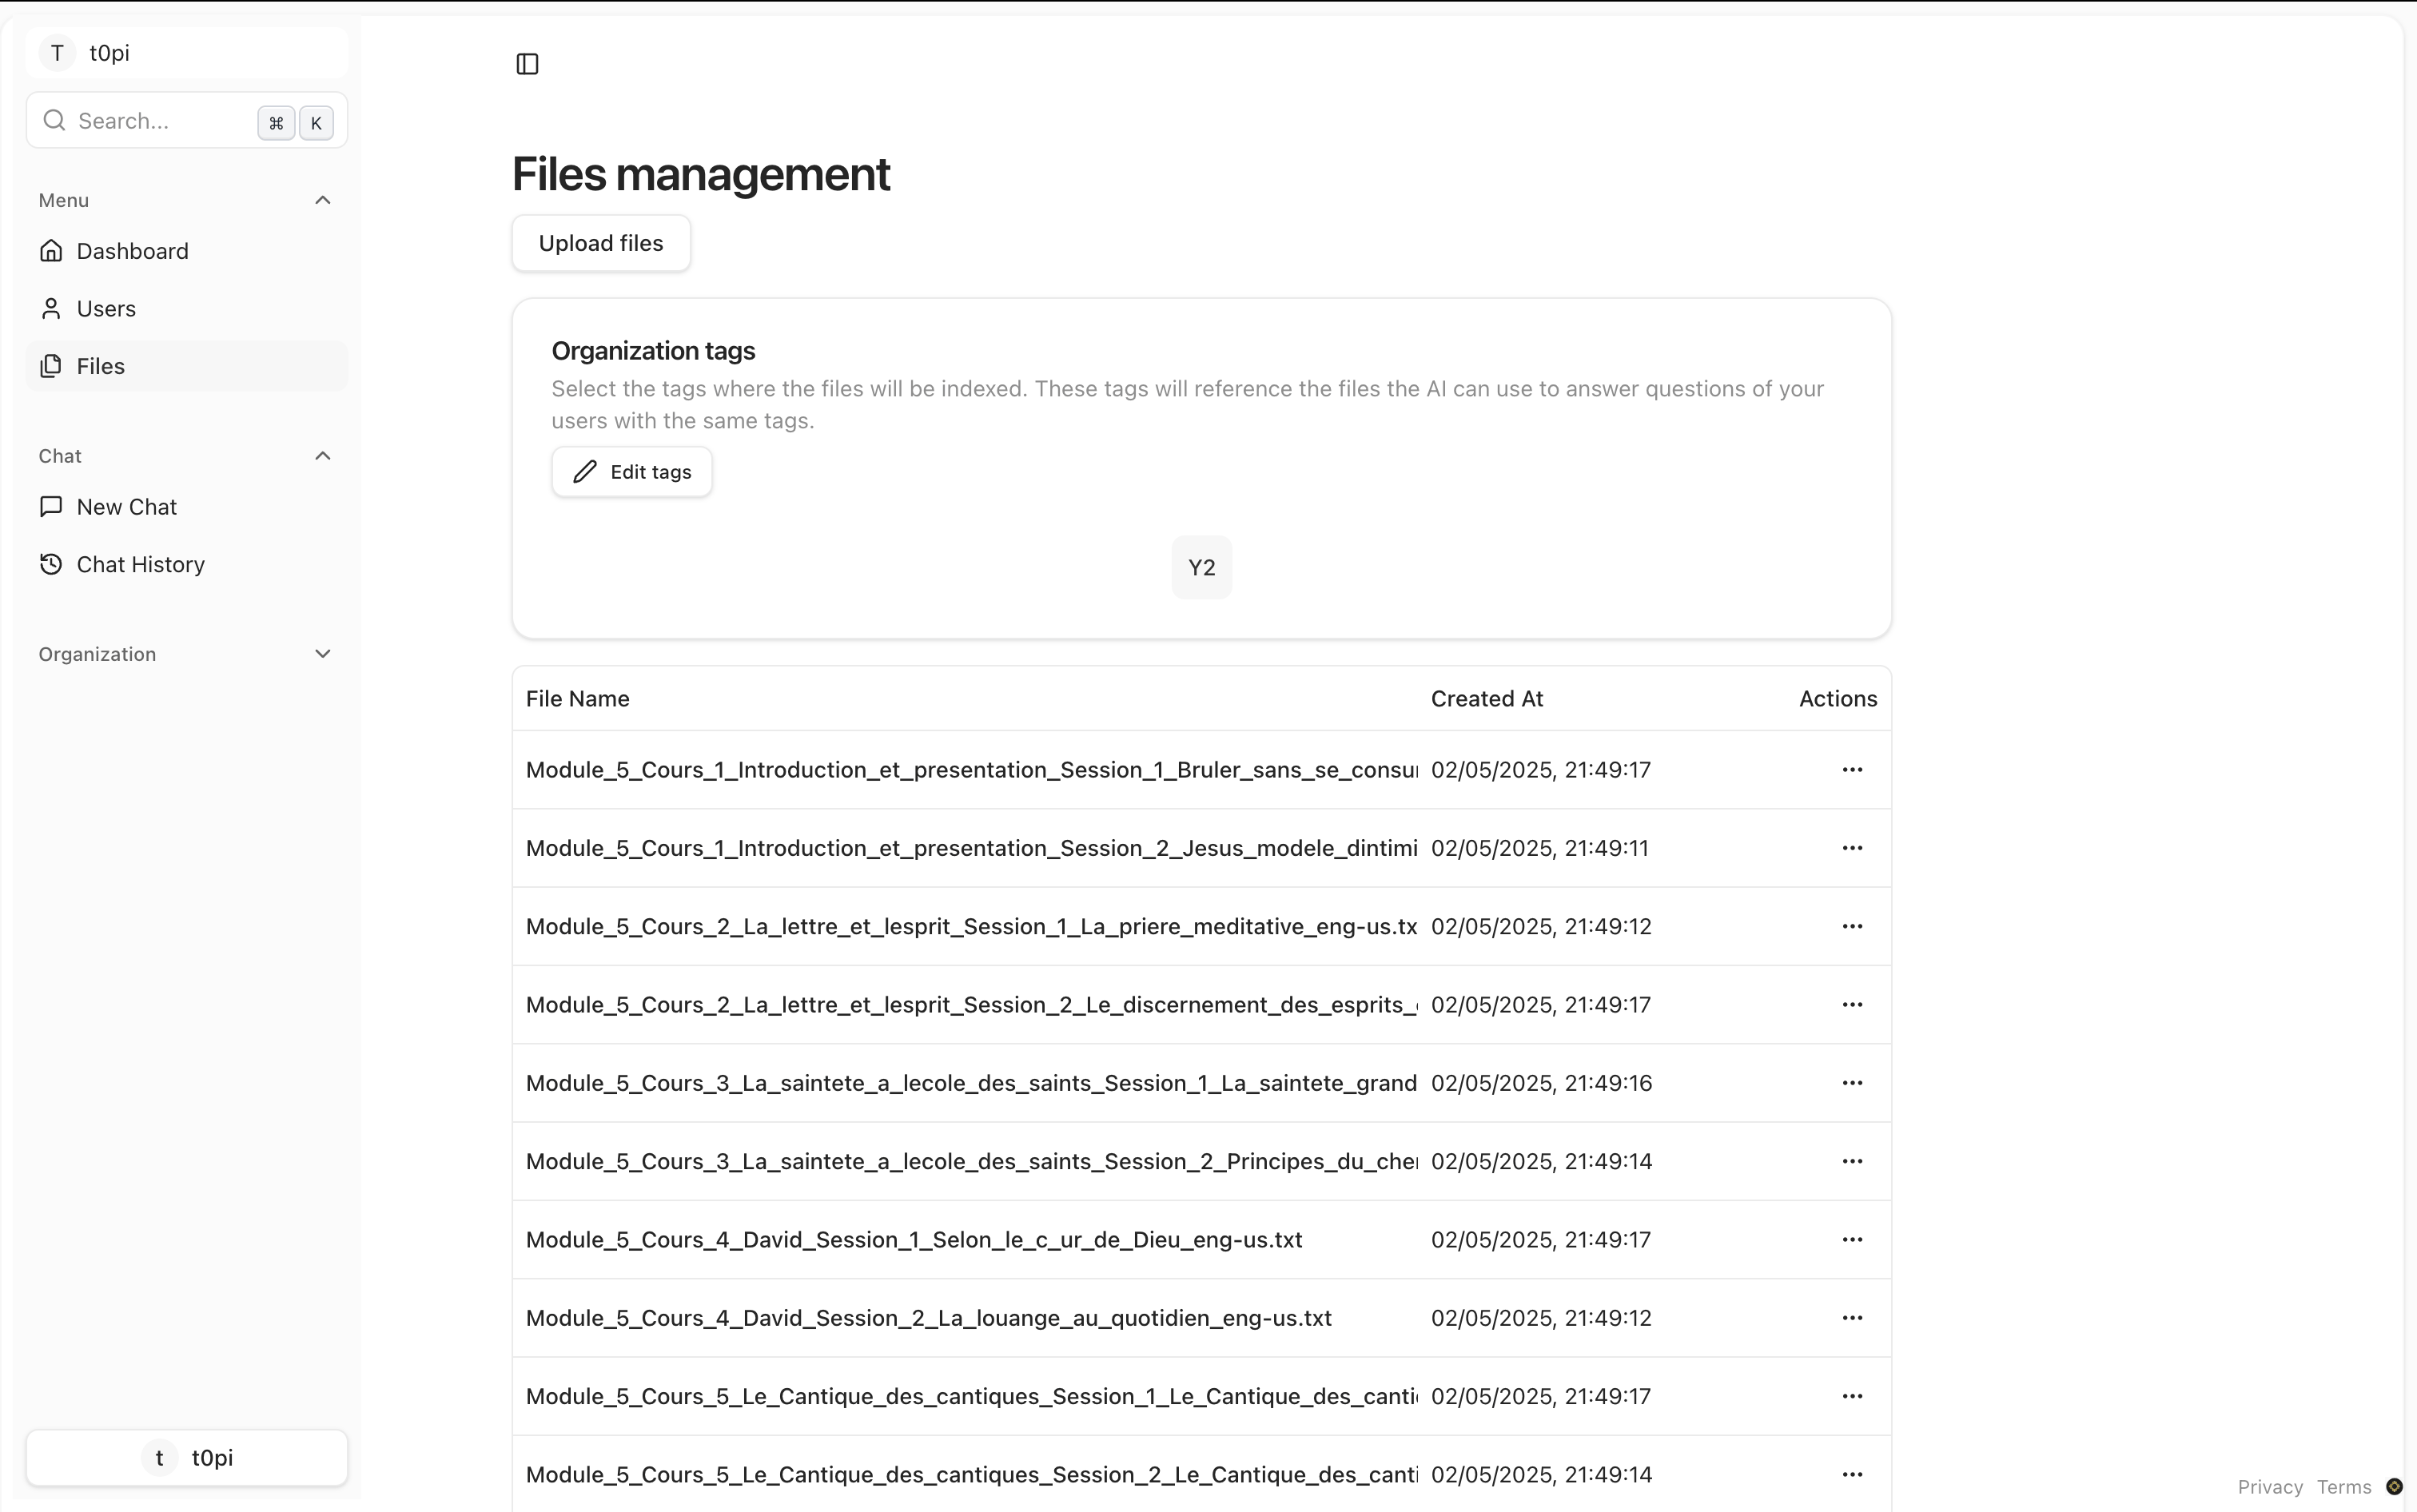 T t0pi
Search... ⌘ K
Menu
Dashboard
Users
Files
Chat
New Chat
Chat History
Organization
t t0pi
Files management
Upload files
Organization tags
Select the tags where the files will be indexed. These tags will reference the files the AI can use to answer questions of your
users with the same tags.
Edit tags
Y2
File Name Created At Actions
Module_5_Cours_1_Introduction_et_presentation_Session_1_Bruler_sans_se_consu 02/05/2025, 21:49:17
Module_5_Cours_1_Introduction_et_presentation_Session_2_Jesus_modele_dintimi 02/05/2025, 21:49:11
Module_5_Cours_2_La_lettre_et_lesprit_Session_1_La_priere_meditative_eng-us.tx 02/05/2025, 21:49:12
Module_5_Cours_2_La_lettre_et_lesprit_Session_2_Le_discernement_des_esprits_ 02/05/2025, 21:49:17
Module_5_Cours_3_La_saintete_a_lecole_des_saints_Session_1_La_saintete_grand 02/05/2025, 21:49:16
Module_5_Cours_3_La_saintete_a_lecole_des_saints_Session_2_Principes_du_che 02/05/2025, 21:49:14
Module_5_Cours_4_David_Session_1_Selon_le_c_ur_de_Dieu_eng-us.txt 02/05/2025, 21:49:17
Module_5_Cours_4_David_Session_2_La_louange_au_quotidien_eng-us.txt 02/05/2025, 21:49:12
Module_5_Cours_5_Le_Cantique_des_cantiques_Session_1_Le_Cantique_des_canti 02/05/2025, 21:49:17
Module_5_Cours_5_Le_Cantique_des_cantiques_Session_2_Le_Cantique_des_canti 02/05/2025, 21:49:14
Privacy Terms